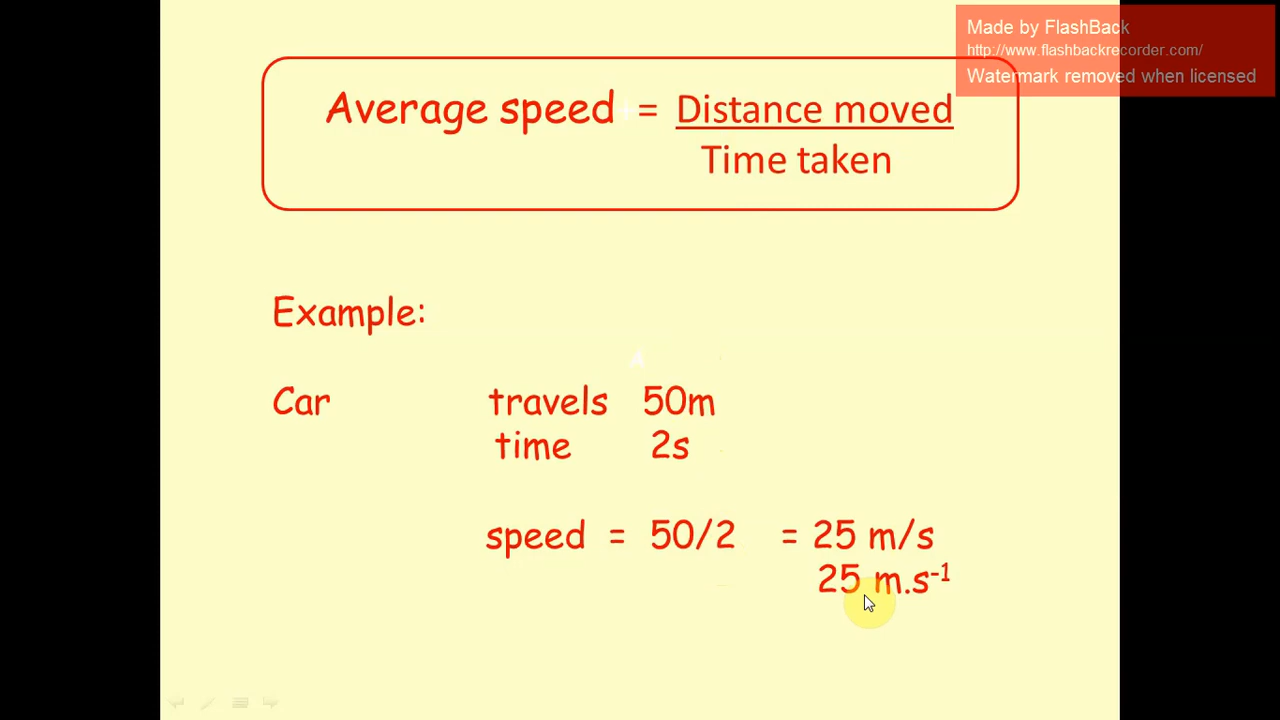 Made by FlashBack
http://www.flashbackrecorder.com/
Watermark removed when licensed
Average speed = Distance moved
Time taken
Example:
Car travels 50m
time 2s
speed = 50/2 = 25 m/s
25 m.s⁻¹